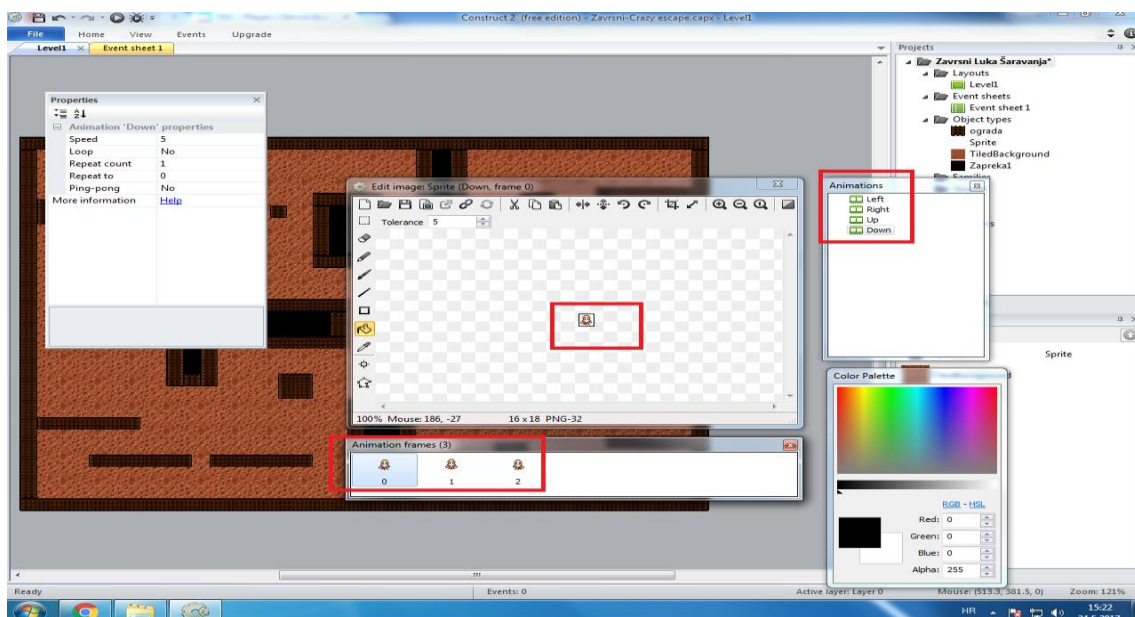 Construct 2 (free edition) - Zavrsni-Crazy escape.capx - Level1
File Home View Events Upgrade
Level1 Event sheet 1
Properties
Animation 'Down' properties
Speed 5
Loop No
Repeat count 1
Repeat to 0
Ping-pong No
More information Help
Edit image: Sprite (Down, frame 0)
Tolerance 5
100% Mouse: 186, -27 16 x 18 PNG-32
Animation frames (3)
0 1 2
Projects
Zavrsni Luka Šaravanja*
Layouts
Level1
Event sheets
Event sheet 1
Object types
ograda
Sprite
TiledBackground
Zapreka1
Families
Animations
Left
Right
Up
Down
Sprite
Color Palette
RGB - HSL
Red: 0
Green: 0
Blue: 0
Alpha: 255
Ready Events: 0 Active layer: Layer 0 Mouse: (513.3, 381.5, 0) Zoom: 121%
HR 15:22